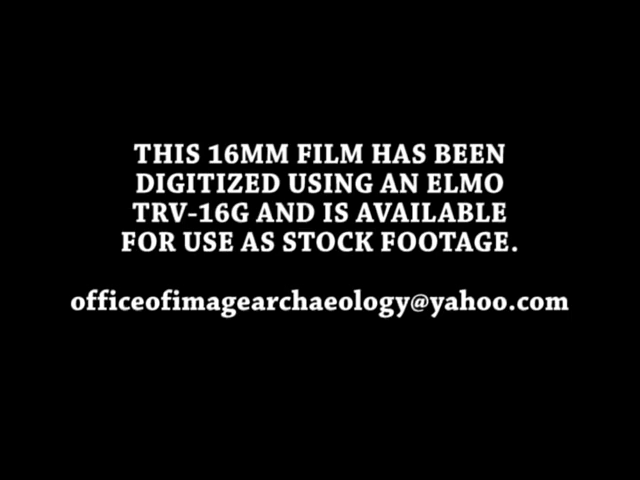 THIS 16MM FILM HAS BEEN
DIGITIZED USING AN ELMO
TRV-16G AND IS AVAILABLE
FOR USE AS STOCK FOOTAGE.
officeofimagearchaeology@yahoo.com